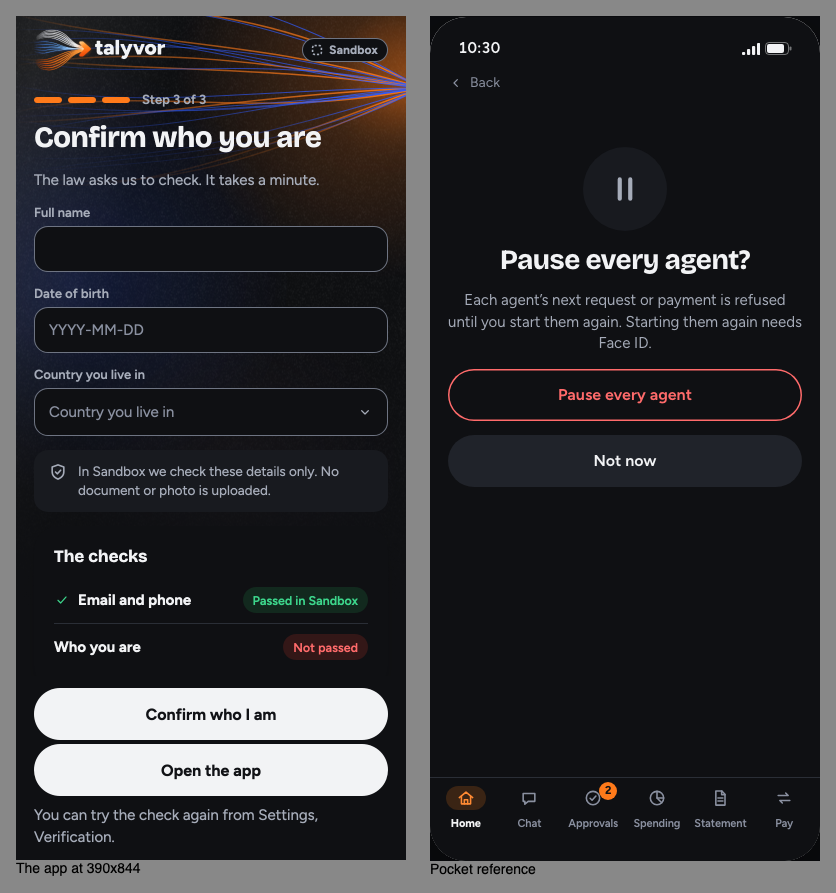 talyvor
Sandbox
Step 3 of 3
Confirm who you are
The law asks us to check. It takes a minute.
Full name
Date of birth
YYYY-MM-DD
Country you live in
Country you live in
In Sandbox we check these details only. No
document or photo is uploaded.
The checks
Email and phone
Passed in Sandbox
Who you are
Not passed
Confirm who I am
Open the app
You can try the check again from Settings,
Verification.
The app at 390x844
10:30
Back
Pause every agent?
Each agent’s next request or payment is refused
until you start them again. Starting them again needs
Face ID.
Pause every agent
Not now
2
Home
Chat
Approvals
Spending
Statement
Pay
Pocket reference